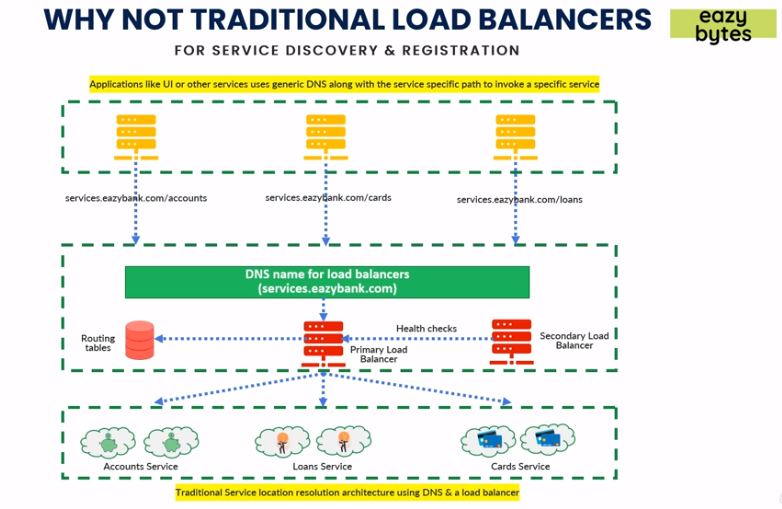 WHY NOT TRADITIONAL LOAD BALANCERS
eazy
bytes
FOR SERVICE DISCOVERY & REGISTRATION
Applications like UI or other services uses generic DNS along with the service specific path to invoke a specific service
services.eazybank.com/accounts
services.eazybank.com/cards
services.eazybank.com/loans
DNS name for load balancers
(services.eazybank.com)
Routing
tables
Health checks
Primary Load
Balancer
Secondary Load
Balancer
Accounts Service
Loans Service
Cards Service
Traditional Service location resolution architecture using DNS & a load balancer